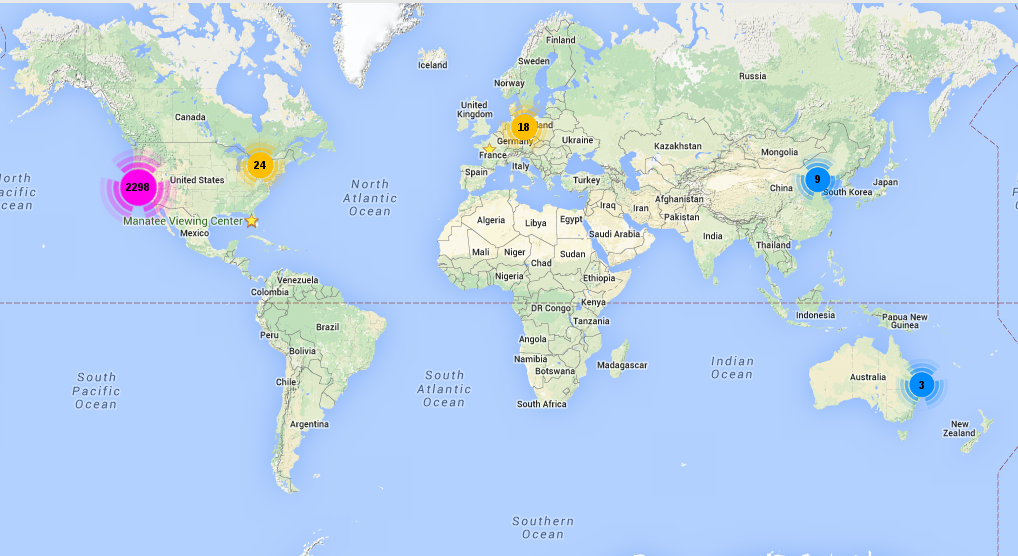 Finland
Iceland
Sweden
Russia
Norway
United
Kingdom
Canada
18
land
Ukraine
Germany
Kazakhstan
Mongolia
France
24
Italy
Spain
United States
2298
Turkey
9
China
Japan
South Korea
North
Atlantic
Ocean
orth
acific
cean
Iraq
Iran
Afghanistan
Pakistan
Manatee Viewing Center
Mexico
Algeria
Libya
Egypt
Saudi Arabia
India
Thailand
Mali
Niger
Chad
Sudan
Nigeria
Ethiopia
Venezuela
Colombia
DR Congo
Kenya
Tanzania
Indonesia
Papua New
Guinea
Brazil
Peru
Bolivia
Angola
Namibia
Botswana
Madagascar
Indian
Ocean
Australia
3
South
Pacific
Ocean
Chile
South
Atlantic
Ocean
South Africa
Argentina
New
Zealand
Southern
Ocean